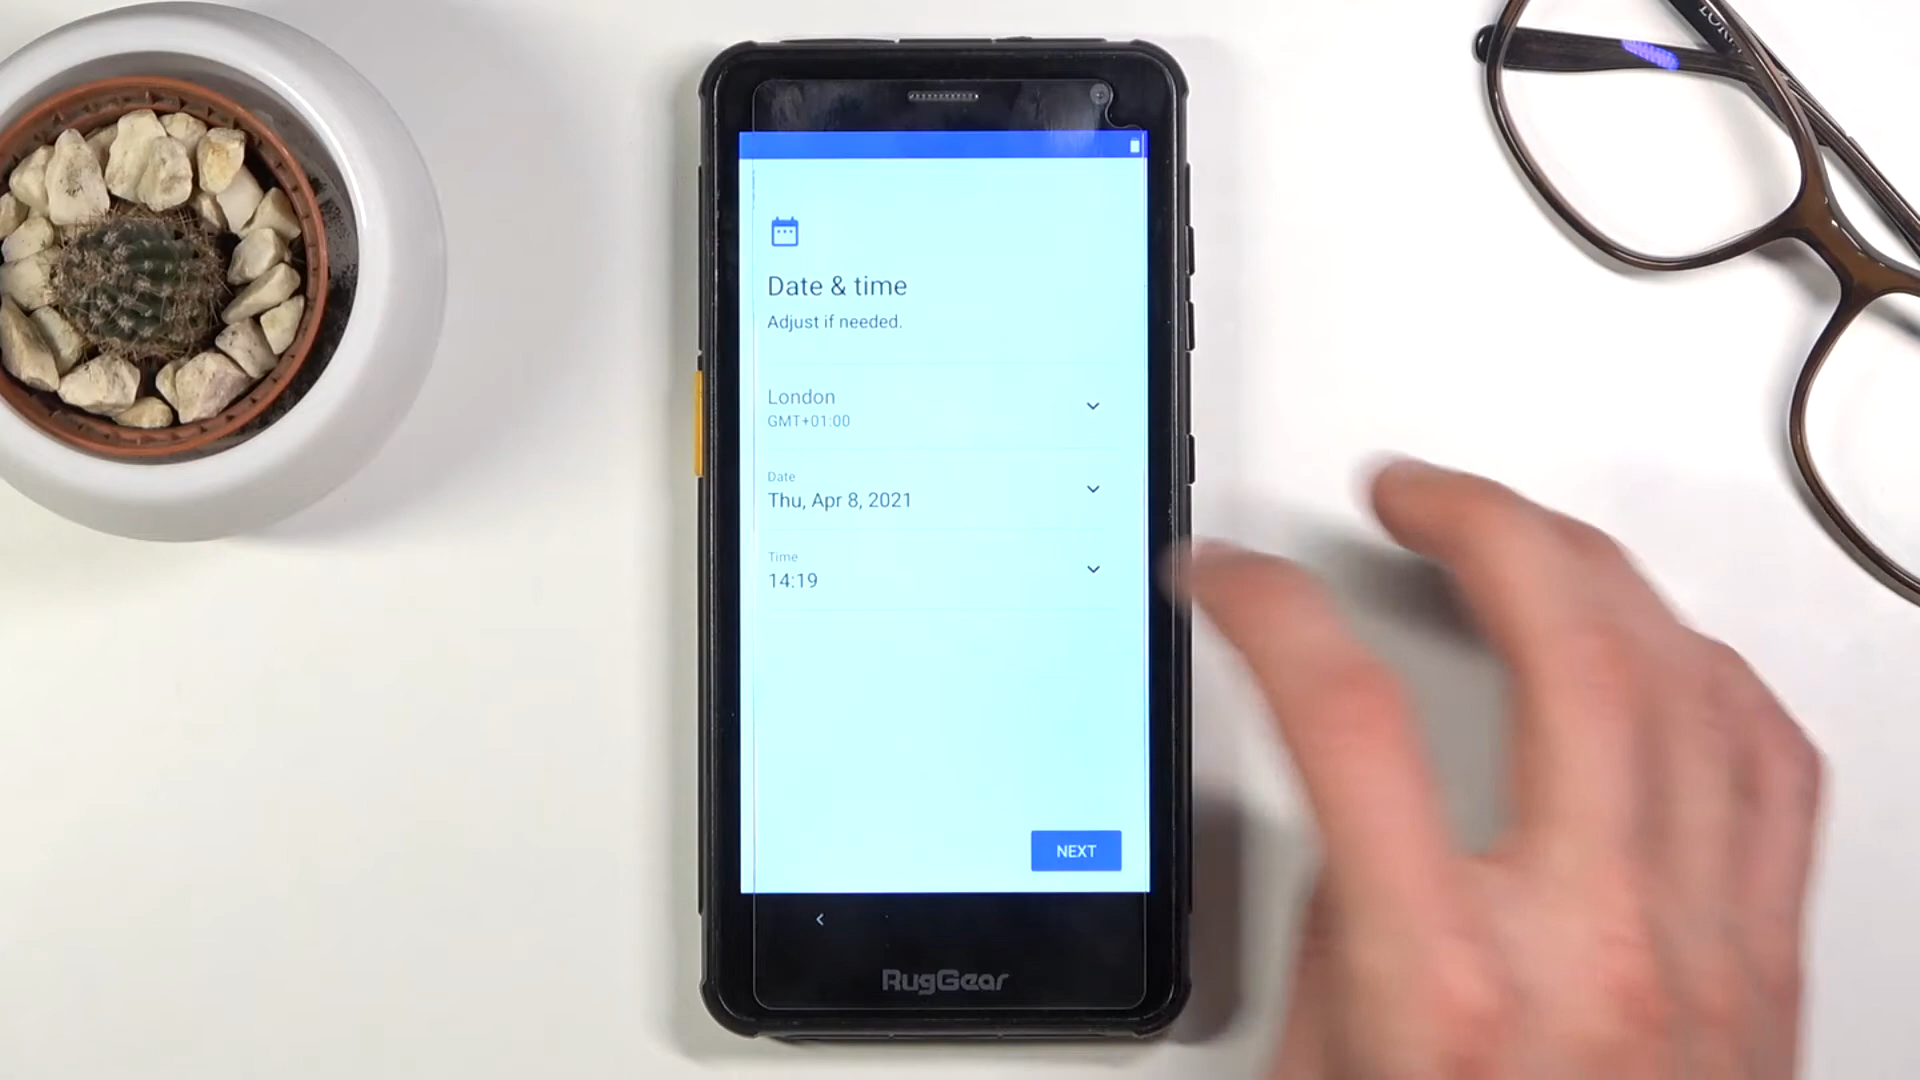 Date & time
Adjust if needed.
London
GMT+01:00
Date
Thu, Apr 8, 2021
Time
14:19
NEXT
RugGear